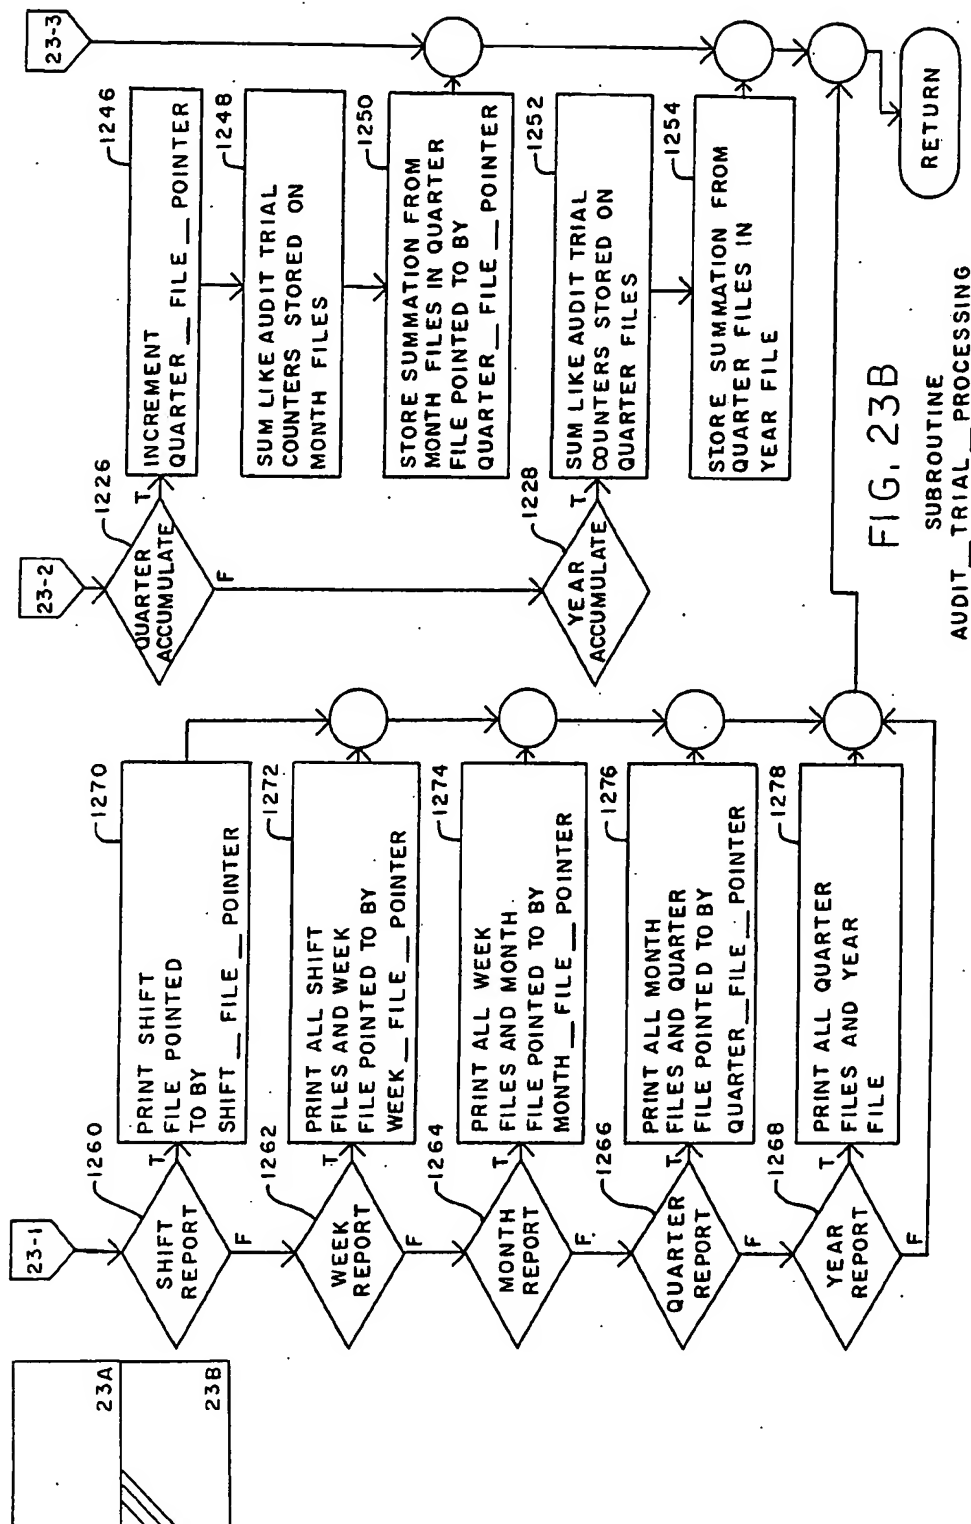 23A
23B
23-1
SHIFT
REPORT
1260
T
F
PRINT SHIFT
FILE POINTED
TO BY
SHIFT__FILE__POINTER
1270
WEEK
REPORT
1262
T
F
PRINT ALL SHIFT
FILES AND WEEK
FILE POINTED TO BY
WEEK__FILE__POINTER
1272
MONTH
REPORT
1264
T
F
PRINT ALL WEEK
FILES AND MONTH
FILE POINTED TO BY
MONTH__FILE__POINTER
1274
QUARTER
REPORT
1266
T
F
PRINT ALL MONTH
FILES AND QUARTER
FILE POINTED TO BY
QUARTER__FILE__POINTER
1276
YEAR
REPORT
1268
T
F
PRINT ALL QUARTER
FILES AND YEAR
FILE
1278
23-2
QUARTER
ACCUMULATE
1226
T
F
INCREMENT
QUARTER__FILE__POINTER
1246
SUM LIKE AUDIT TRIAL
COUNTERS STORED ON
MONTH FILES
1248
STORE SUMMATION FROM
MONTH FILES IN QUARTER
FILE POINTED TO BY
QUARTER__FILE__POINTER
1250
YEAR
ACCUMULATE
1228
T
SUM LIKE AUDIT TRIAL
COUNTERS STORED ON
QUARTER FILES
1252
STORE SUMMATION FROM
QUARTER FILES IN
YEAR FILE
1254
23-3
RETURN
FIG. 23B
SUBROUTINE
AUDIT__TRIAL__PROCESSING